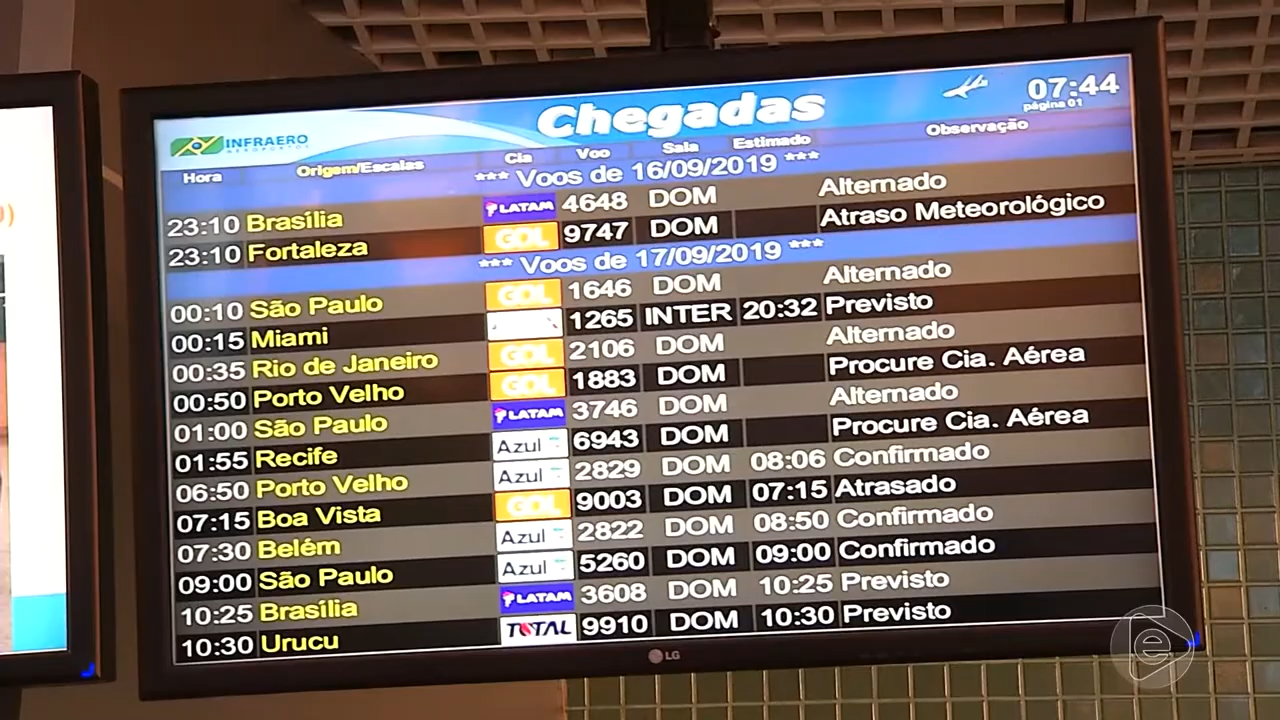 Chegadas
07:44
página 01
INFRAERO
AEROPORTOS
Hora Origem/Escalas Cia Voo Sala Estimado Observação
*** Voos de 16/09/2019 ***
23:10 Brasília LATAM 4648 DOM Alternado
23:10 Fortaleza GOL 9747 DOM Atraso Meteorológico
*** Voos de 17/09/2019 ***
00:10 São Paulo GOL 1646 DOM Alternado
00:15 Miami 1265 INTER 20:32 Previsto
00:35 Rio de Janeiro GOL 2106 DOM Alternado
00:50 Porto Velho GOL 1883 DOM Procure Cia. Aérea
01:00 São Paulo LATAM 3746 DOM Alternado
01:55 Recife Azul 6943 DOM Procure Cia. Aérea
06:50 Porto Velho Azul 2829 DOM 08:06 Confirmado
07:15 Boa Vista GOL 9003 DOM 07:15 Atrasado
07:30 Belém Azul 2822 DOM 08:50 Confirmado
09:00 São Paulo Azul 5260 DOM 09:00 Confirmado
10:25 Brasília LATAM 3608 DOM 10:25 Previsto
10:30 Urucu TOTAL 9910 DOM 10:30 Previsto
LG
e